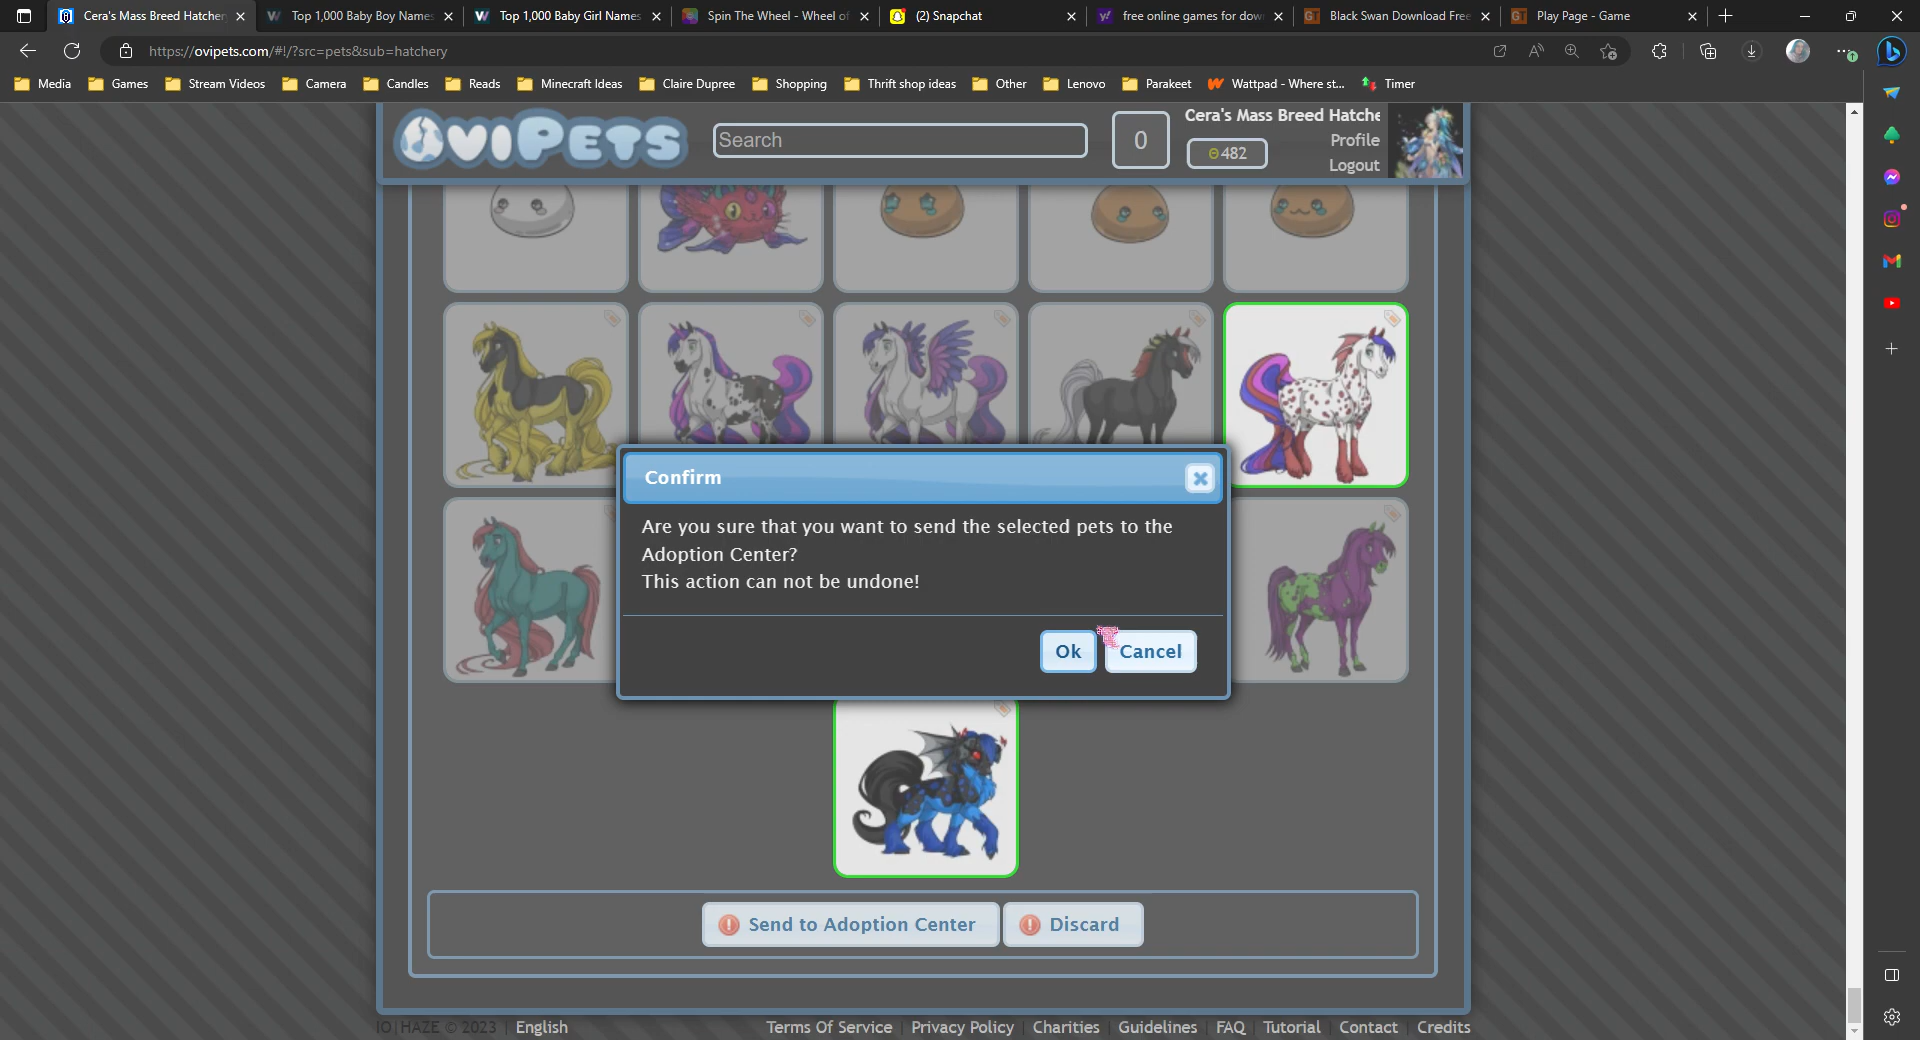 Cera's Mass Breed Hatcher
Top 1,000 Baby Boy Names
Top 1,000 Baby Girl Names
Spin The Wheel - Wheel of
(2) Snapchat
free online games for dow
Black Swan Download Free
Play Page - Game
https://ovipets.com/#!/?src=pets&sub=hatchery
Media
Games
Stream Videos
Camera
Candles
Reads
Minecraft Ideas
Claire Dupree
Shopping
Thrift shop ideas
Other
Lenovo
Parakeet
Wattpad - Where st...
Timer
OviPets
Search
0
Cera's Mass Breed Hatche
482
Profile
Logout
Confirm
Are you sure that you want to send the selected pets to the
Adoption Center?
This action can not be undone!
Ok
Cancel
Send to Adoption Center
Discard
IO|HAZE © 2023
English
Terms Of Service
Privacy Policy
Charities
Guidelines
FAQ
Tutorial
Contact
Credits